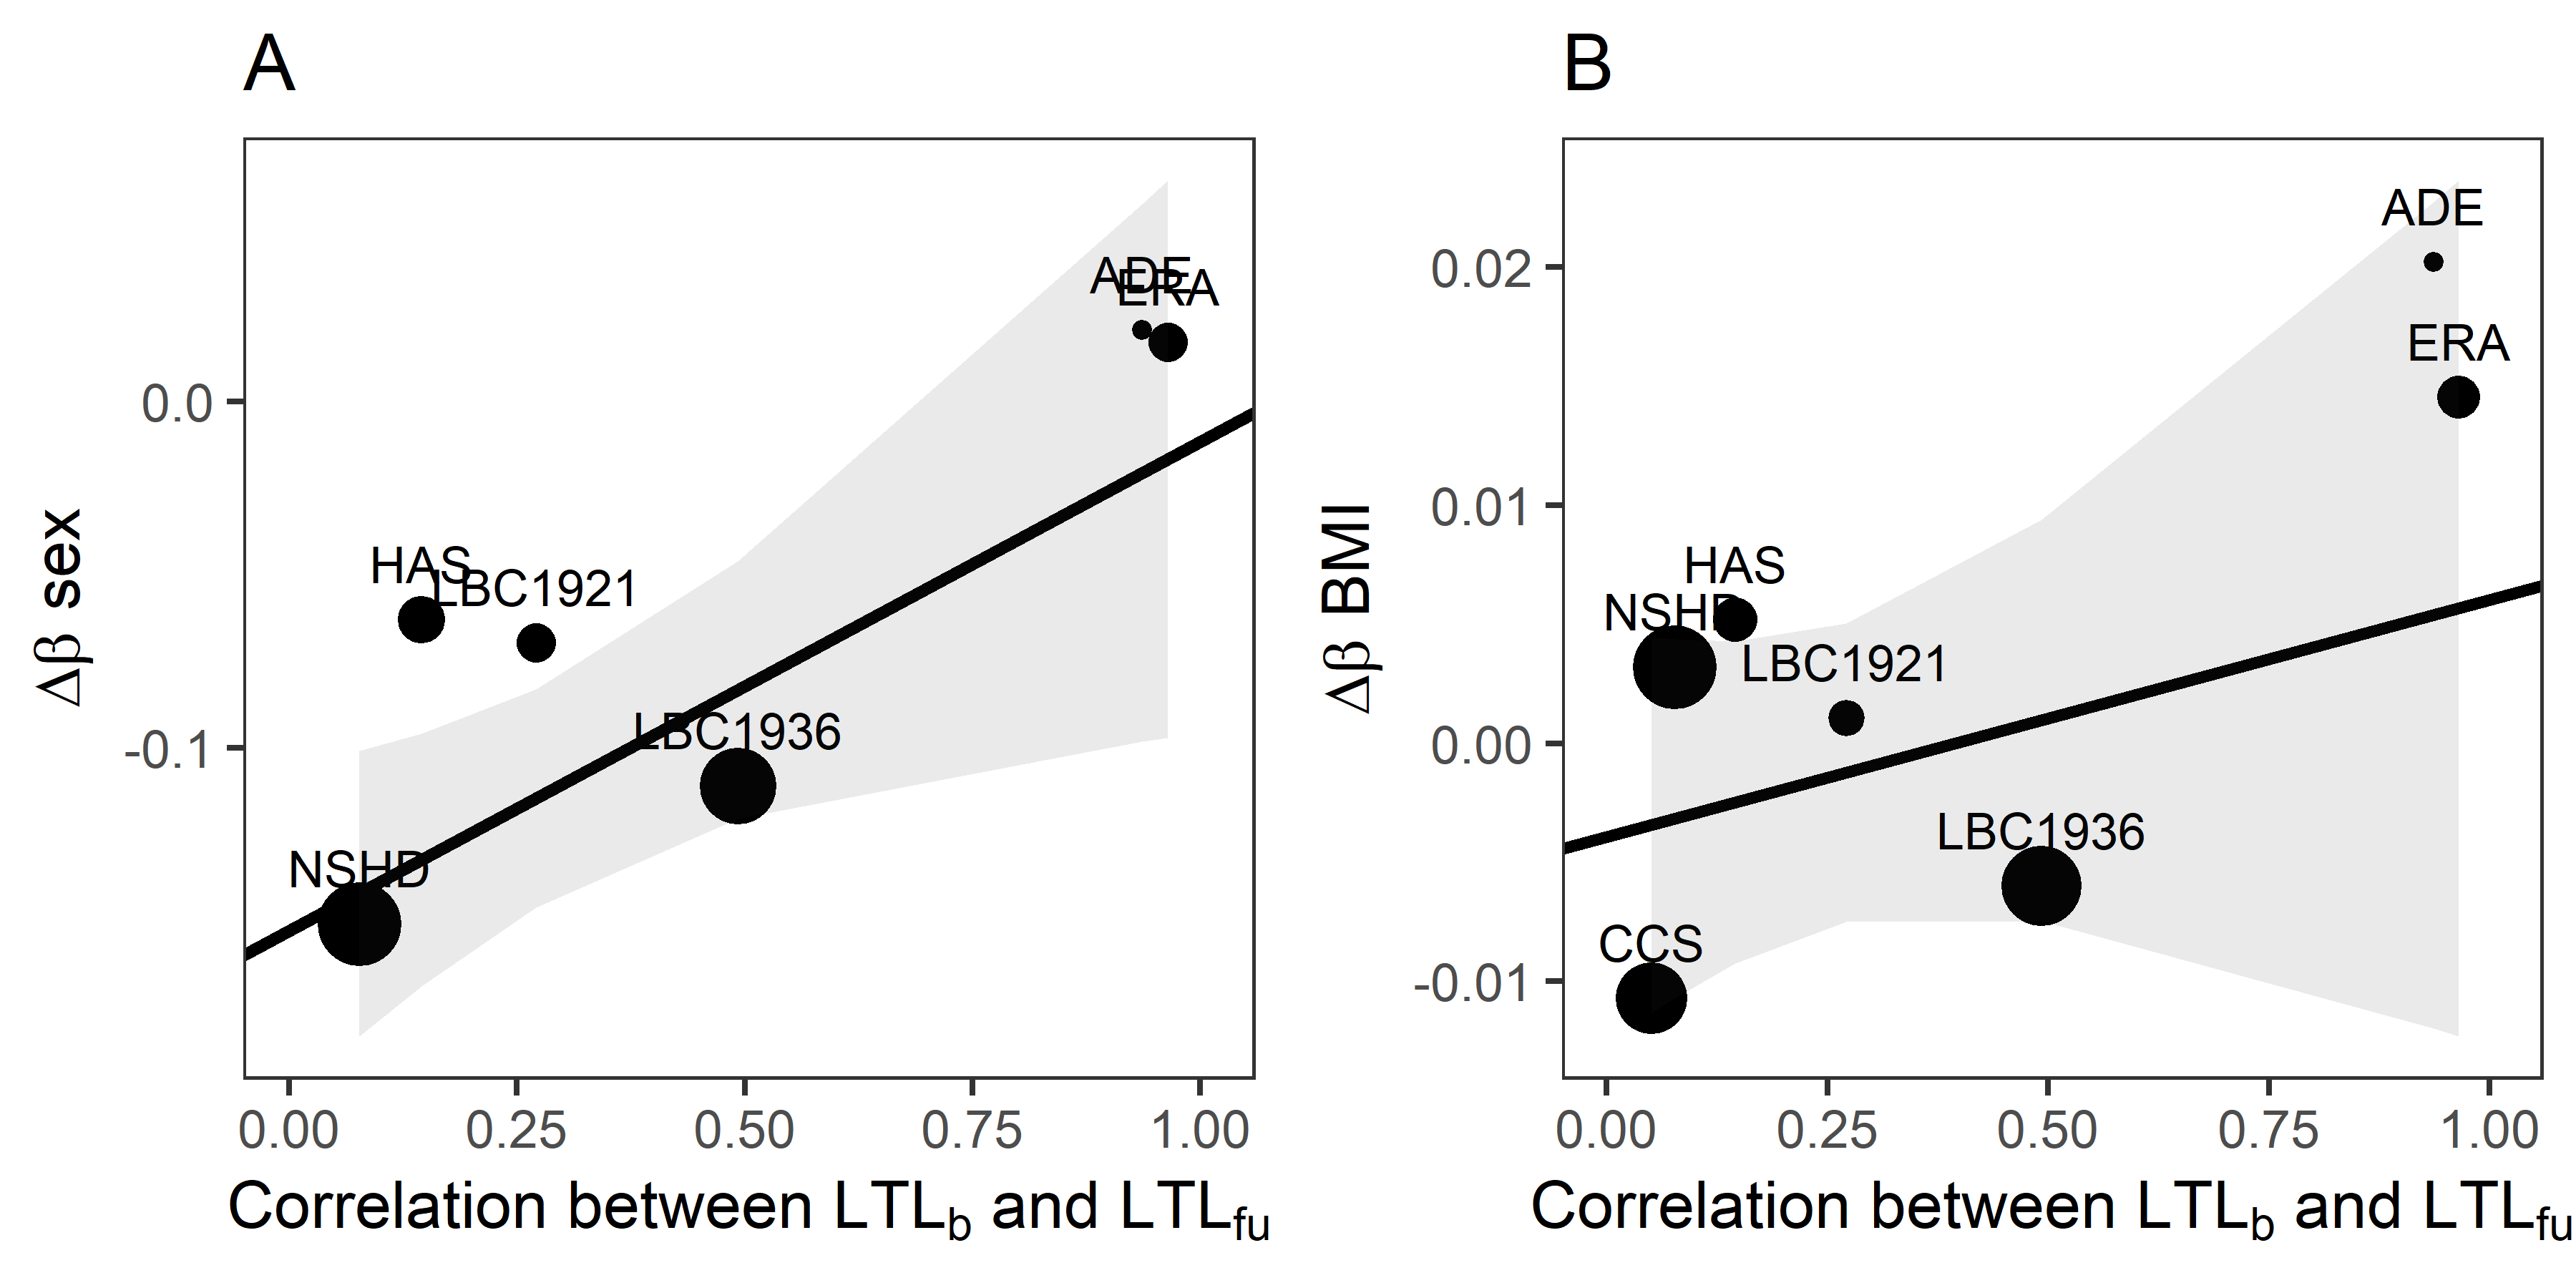 A
Δβ sex
0.0
-0.1
ADE
ERA
HAS
LBC1921
LBC1936
NSHD
0.00 0.25 0.50 0.75 1.00
Correlation between LTLb and LTLfu
B
Δβ BMI
0.02
0.01
0.00
-0.01
ADE
ERA
HAS
NSHD
LBC1921
LBC1936
CCS
0.00 0.25 0.50 0.75 1.00
Correlation between LTLb and LTLfu